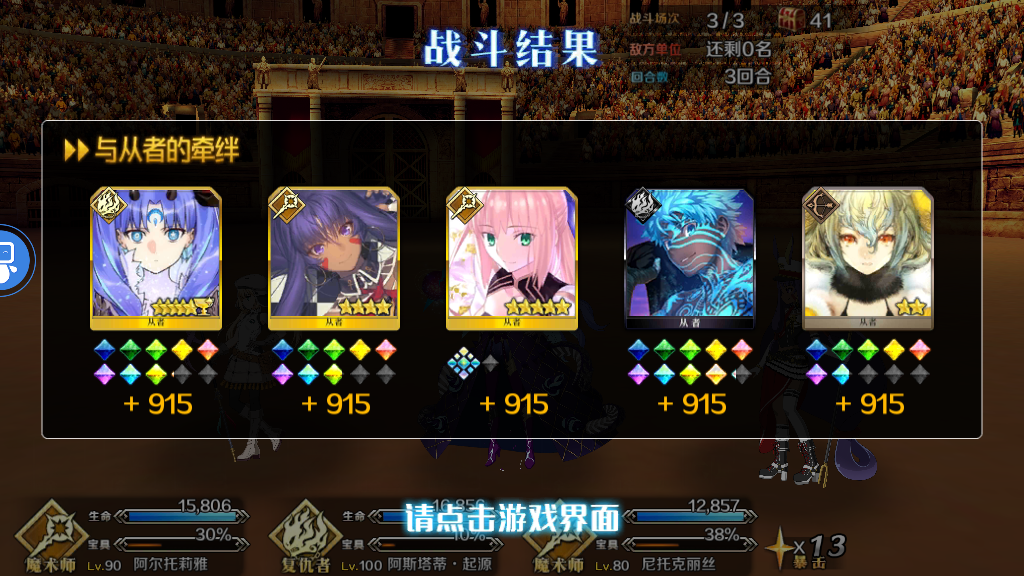 战斗结果
战斗场次 3/3 41
敌方单位 还剩0名
回合数 3回合
与从者的牵绊
从者 从者 从者 从者 从者
+ 915 + 915 + 915 + 915 + 915
请点击游戏界面
生命 15,806 生命 生命 12,857
宝具 30% 宝具 10% 宝具 38%
魔术师 Lv.90 阿尔托莉雅 复仇者 Lv.100 阿斯塔蒂·起源 魔术师 Lv.80 尼托克丽丝
x13
暴击